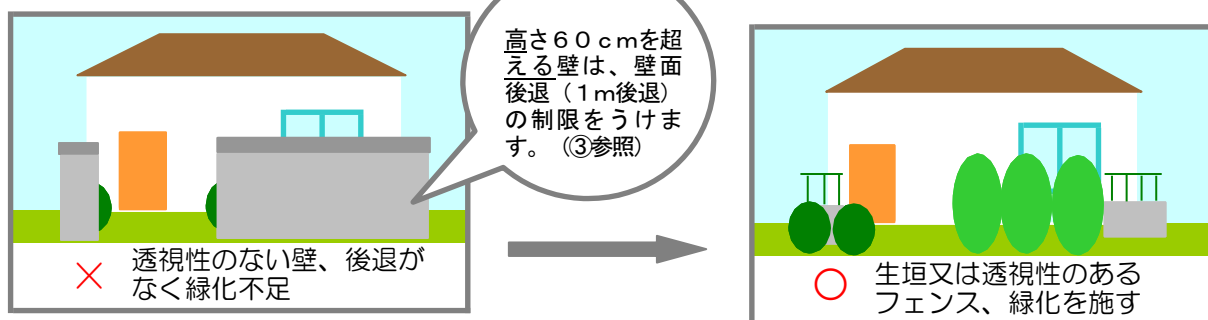 高さ60cmを超
える壁は、壁面
後退(1m後退)
の制限をうけま
す。(③参照)
× 透視性のない壁、後退が
なく緑化不足
○ 生垣又は透視性のある
フェンス、緑化を施す